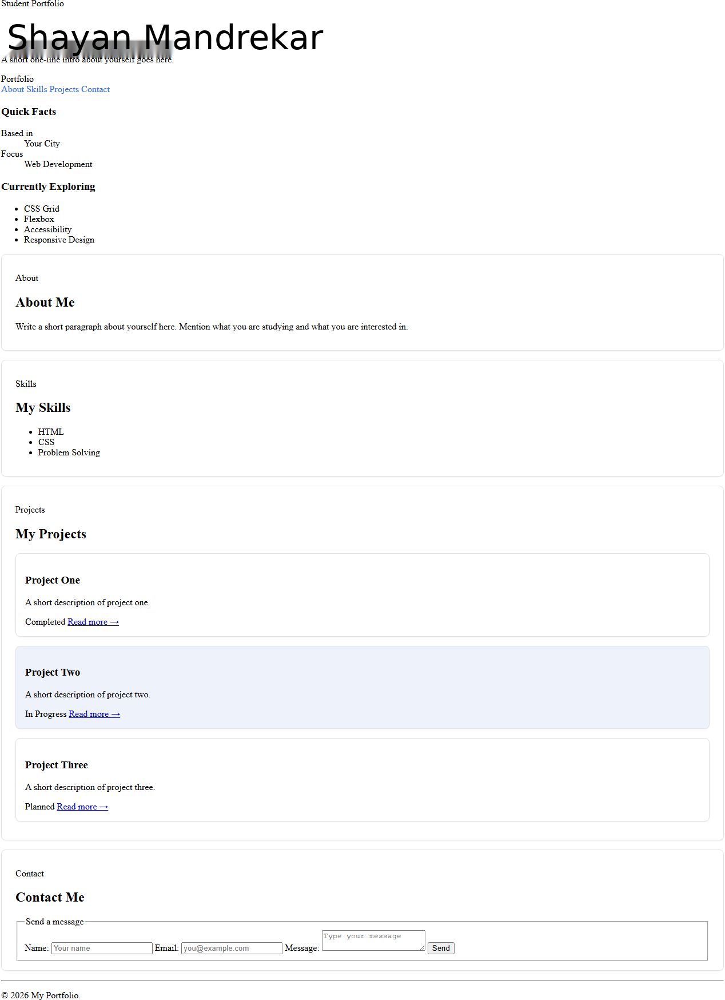 Student Portfolio
Shayan Mandrekar
A short one-line intro about yourself goes here.
Portfolio
About Skills Projects Contact
Quick Facts
Based in
Your City
Focus
Web Development
Currently Exploring
CSS Grid
Flexbox
Accessibility
Responsive Design
About
About Me
Write a short paragraph about yourself here. Mention what you are studying and what you are interested in.
Skills
My Skills
HTML
CSS
Problem Solving
Projects
My Projects
Project One
A short description of project one.
Completed Read more →
Project Two
A short description of project two.
In Progress Read more →
Project Three
A short description of project three.
Planned Read more →
Contact
Contact Me
Send a message
Name: Your name Email: you@example.com Message: Type your message Send
© 2026 My Portfolio.